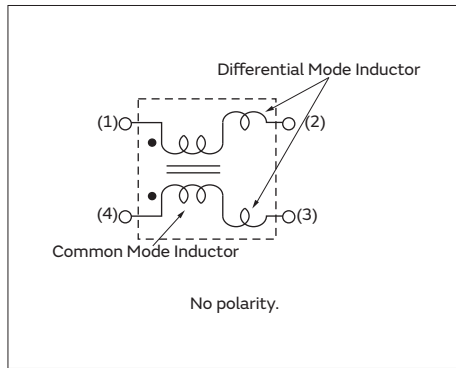 Differential Mode Inductor
(1)
(2)
(4)
(3)
Common Mode Inductor
No polarity.